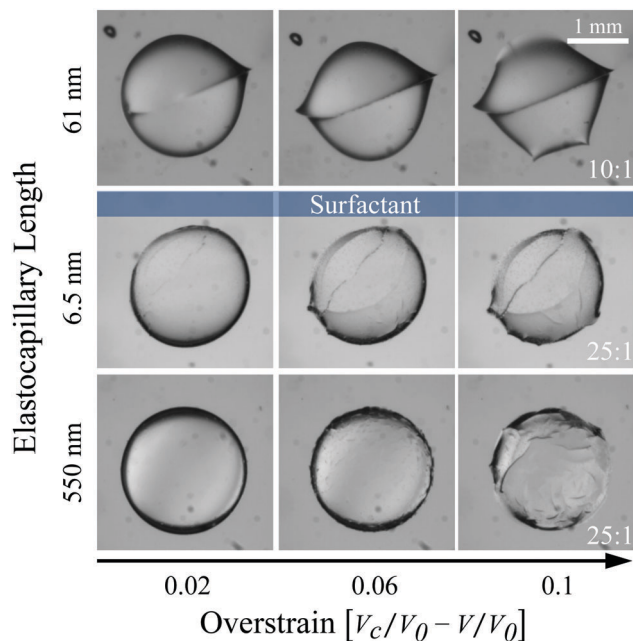 1 mm
61 nm
10:1
Surfactant
Elastocapillary Length
6.5 nm
25:1
550 nm
25:1
0.02 0.06 0.1
Overstrain [V_c/V_0 – V/V_0]